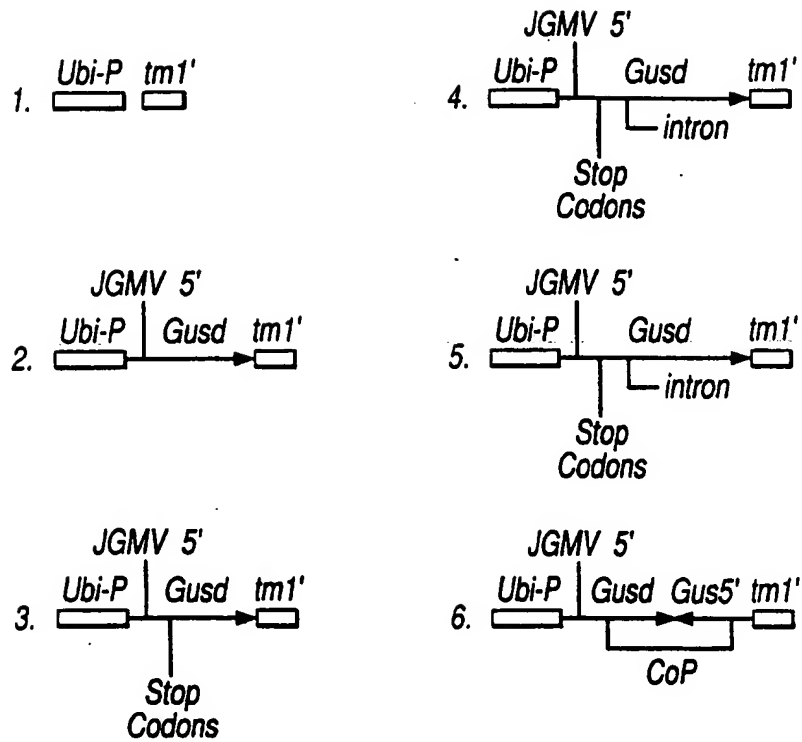 1.
Ubi-P tm1'
2.
JGMV 5'
Ubi-P Gusd tm1'
3.
JGMV 5'
Ubi-P Gusd tm1'
Stop
Codons
4.
JGMV 5'
Ubi-P Gusd tm1'
intron
Stop
Codons
5.
JGMV 5'
Ubi-P Gusd tm1'
intron
Stop
Codons
6.
JGMV 5'
Ubi-P Gusd Gus5' tm1'
CoP